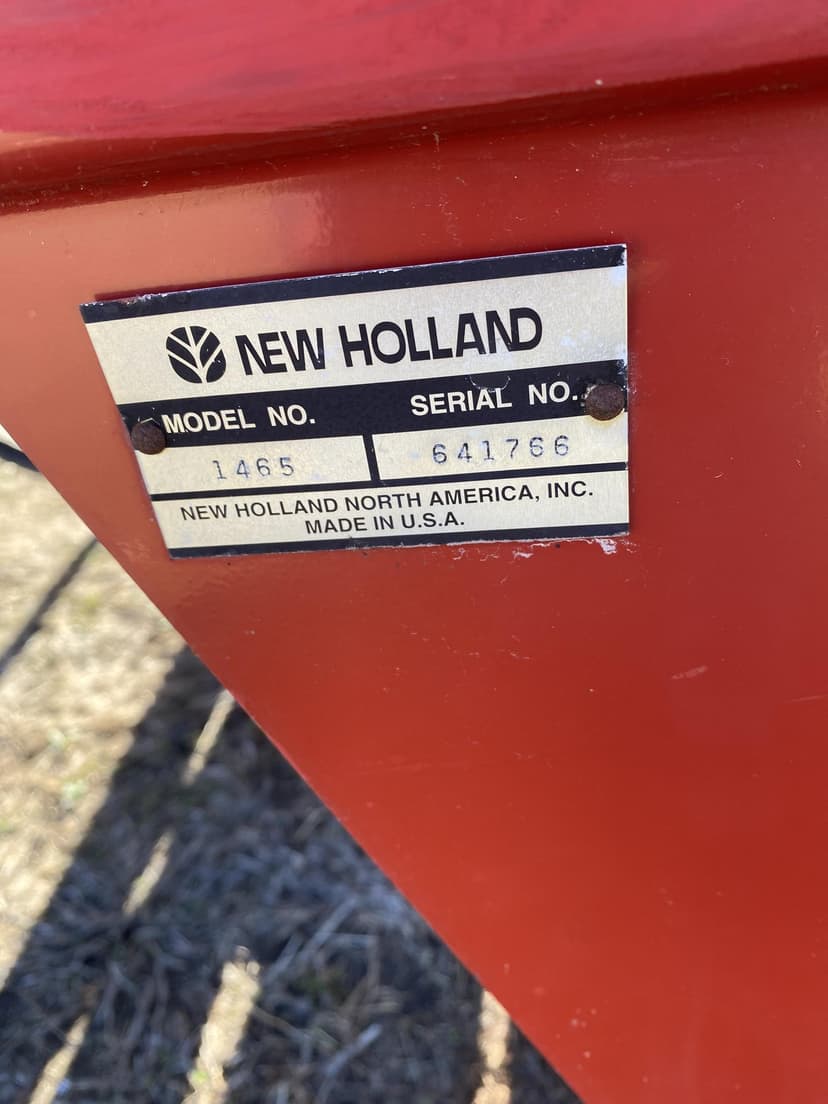 NEW HOLLAND
MODEL NO. SERIAL NO.
1465 641766
NEW HOLLAND NORTH AMERICA, INC.
MADE IN U.S.A.